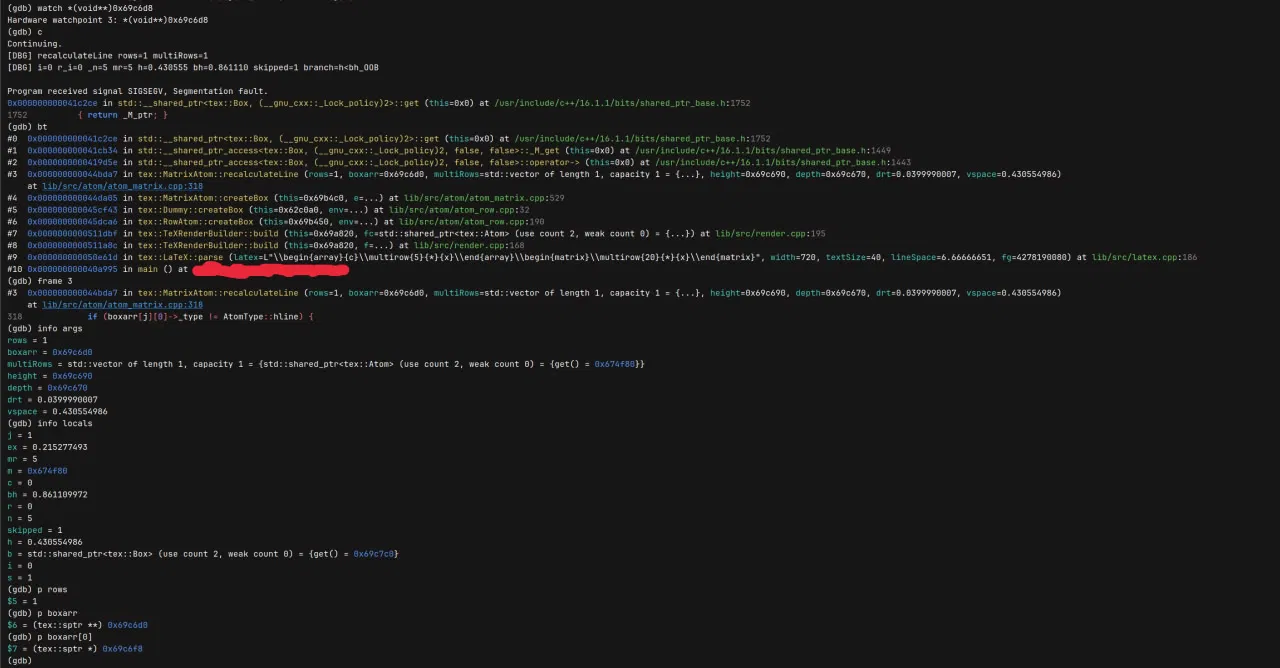 (gdb) watch *(void**)0x69c6d8
Hardware watchpoint 3: *(void**)0x69c6d8
(gdb) c
Continuing.
[DBG] recalculateLine rows=1 multiRows=1
[DBG] i=0 r_i=0 _n=5 mr=5 h=0.430555 bh=0.861110 skipped=1 branch=h<bh_OOB
Program received signal SIGSEGV, Segmentation fault.
0x000000000041c2ce in std::__shared_ptr<tex::Box, (__gnu_cxx::_Lock_policy)2>::get (this=0x0) at /usr/include/c++/16.1.1/bits/shared_ptr_base.h:1752
1752 { return _M_ptr; }
(gdb) bt
#0 0x000000000041c2ce in std::__shared_ptr<tex::Box, (__gnu_cxx::_Lock_policy)2>::get (this=0x0) at /usr/include/c++/16.1.1/bits/shared_ptr_base.h:1752
#1 0x000000000041cb34 in std::__shared_ptr_access<tex::Box, (__gnu_cxx::_Lock_policy)2, false, false>::_M_get (this=0x0) at /usr/include/c++/16.1.1/bits/shared_ptr_base.h:1449
#2 0x0000000000419d5e in std::__shared_ptr_access<tex::Box, (__gnu_cxx::_Lock_policy)2, false, false>::operator-> (this=0x0) at /usr/include/c++/16.1.1/bits/shared_ptr_base.h:1443
#3 0x000000000044bda7 in tex::MatrixAtom::recalculateLine (rows=1, boxarr=0x69c6d0, multiRows=std::vector of length 1, capacity 1 = {...}, height=0x69c690, depth=0x69c670, drt=0.0399990007, vspace=0.430554986)
at lib/src/atom/atom_matrix.cpp:318
#4 0x000000000044da05 in tex::MatrixAtom::createBox (this=0x69b4c0, e=...) at lib/src/atom/atom_matrix.cpp:529
#5 0x000000000045cf43 in tex::Dummy::createBox (this=0x62c0a0, env=...) at lib/src/atom/atom_row.cpp:32
#6 0x000000000045dca6 in tex::RowAtom::createBox (this=0x69b450, env=...) at lib/src/atom/atom_row.cpp:190
#7 0x0000000000511dbf in tex::TeXRenderBuilder::build (this=0x69a820, fc=std::shared_ptr<tex::Atom> (use count 2, weak count 0) = {...}) at lib/src/render.cpp:195
#8 0x0000000000511a8c in tex::TeXRenderBuilder::build (this=0x69a820, f=...) at lib/src/render.cpp:168
#9 0x000000000050e61d in tex::LaTeX::parse (latex=L"\\begin{array}{c}\\multirow{5}{*}{x}\\end{array}\\begin{matrix}\\multirow{20}{*}{x}\\end{matrix}", width=720, textSize=40, lineSpace=6.66666651, fg=4278190080) at lib/src/latex.cpp:186
#10 0x000000000040a995 in main () at
(gdb) frame 3
#3 0x000000000044bda7 in tex::MatrixAtom::recalculateLine (rows=1, boxarr=0x69c6d0, multiRows=std::vector of length 1, capacity 1 = {...}, height=0x69c690, depth=0x69c670, drt=0.0399990007, vspace=0.430554986)
at lib/src/atom/atom_matrix.cpp:318
318 if (boxarr[j][0]->_type != AtomType::hline) {
(gdb) info args
rows = 1
boxarr = 0x69c6d0
multiRows = std::vector of length 1, capacity 1 = {std::shared_ptr<tex::Atom> (use count 2, weak count 0) = {get() = 0x674f80}}
height = 0x69c690
depth = 0x69c670
drt = 0.0399990007
vspace = 0.430554986
(gdb) info locals
j = 1
ex = 0.215277493
mr = 5
m = 0x674f80
c = 0
bh = 0.861109972
r = 0
n = 5
skipped = 1
h = 0.430554986
b = std::shared_ptr<tex::Box> (use count 2, weak count 0) = {get() = 0x69c7c0}
i = 0
s = 1
(gdb) p rows
$5 = 1
(gdb) p boxarr
$6 = (tex::sptr **) 0x69c6d0
(gdb) p boxarr[0]
$7 = (tex::sptr *) 0x69c6f8
(gdb)